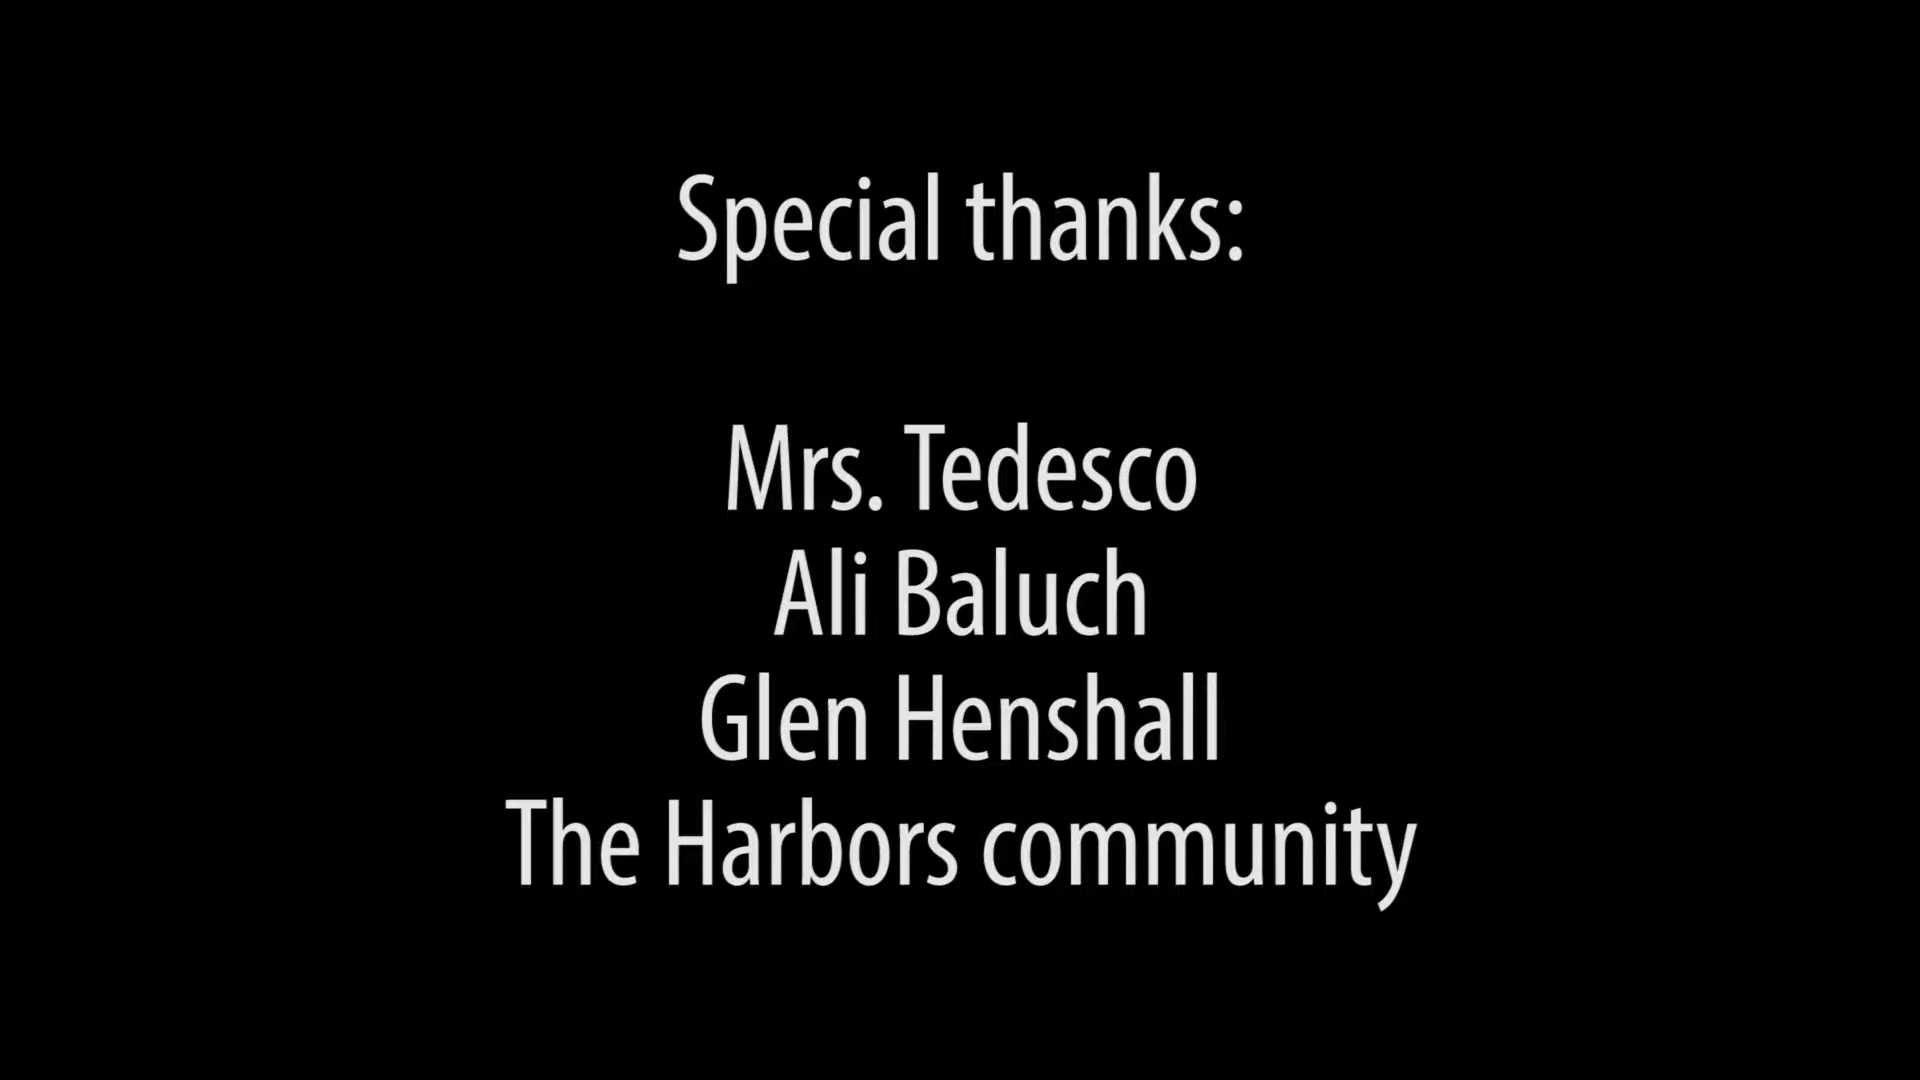 Special thanks:
Mrs. Tedesco
Ali Baluch
Glen Henshall
The Harbors community